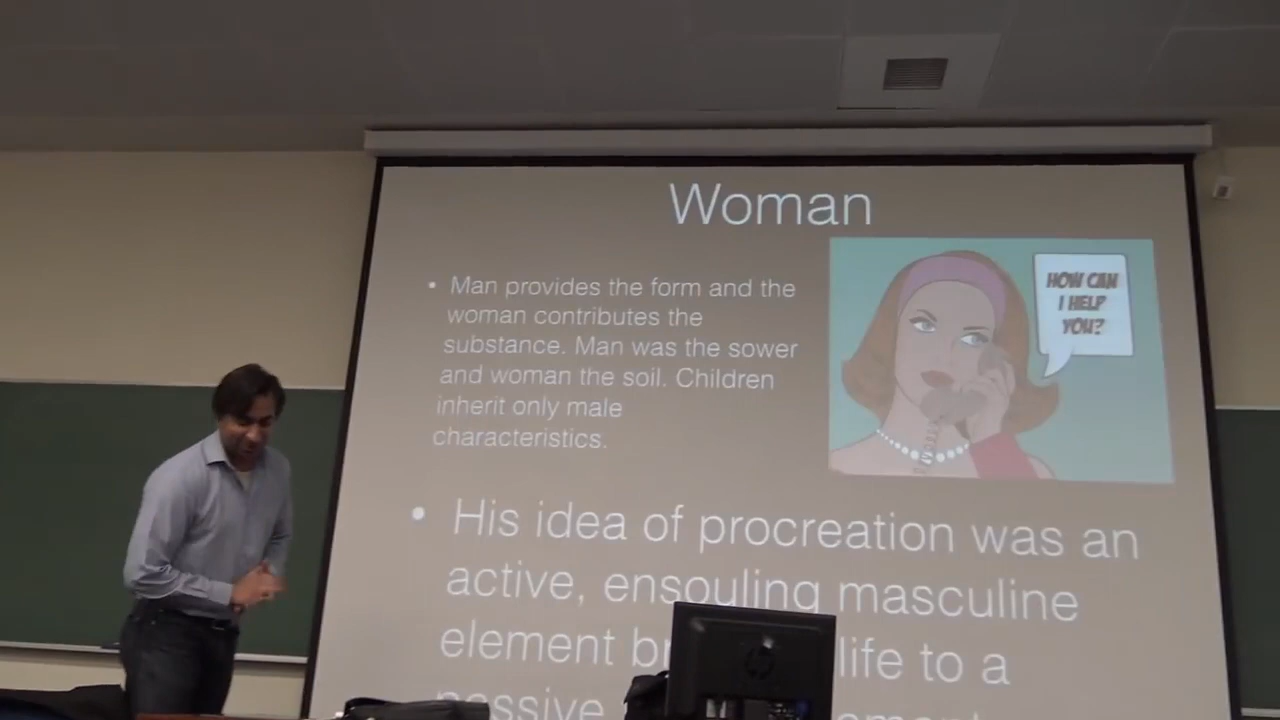 Woman
• Man provides the form and the
woman contributes the
substance. Man was the sower
and woman the soil. Children
inherit only male
characteristics.
HOW CAN
I HELP
YOU?
• His idea of procreation was an
active, ensouling masculine
element life to a
passive